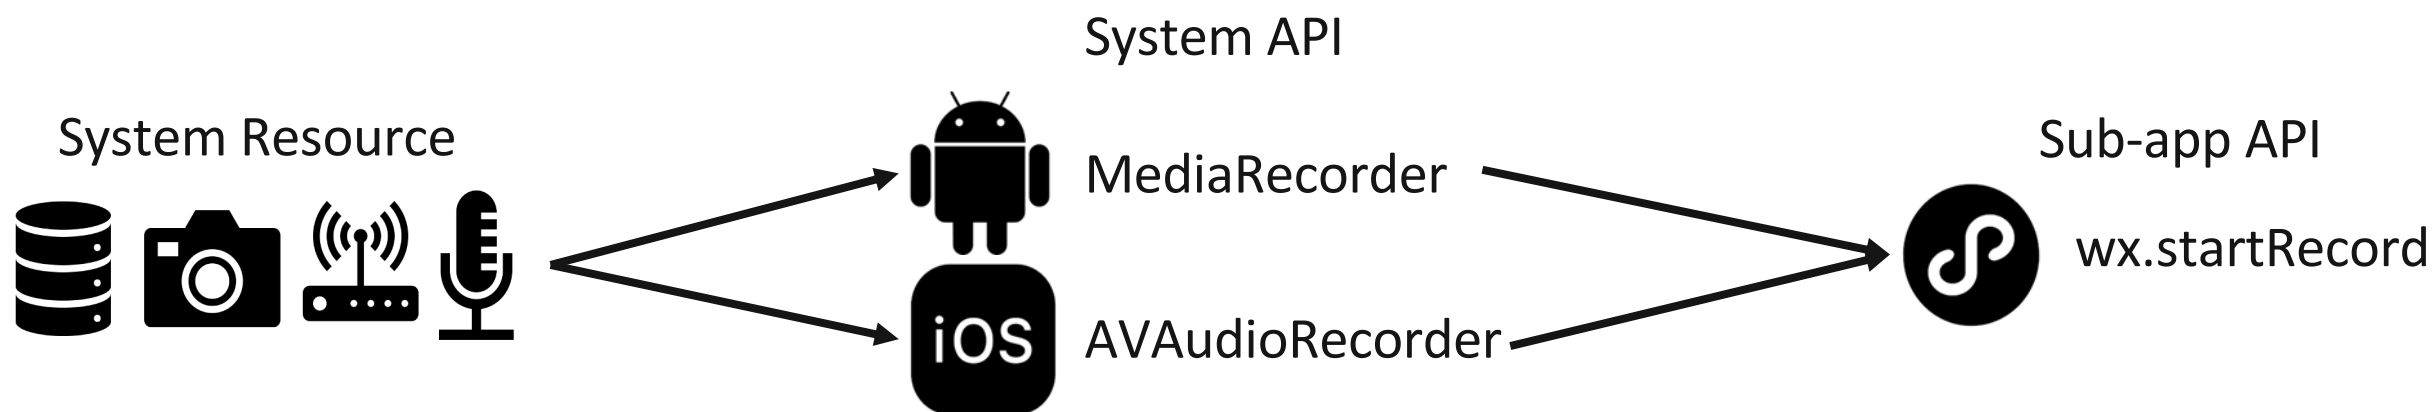 System Resource
System API
MediaRecorder
iOS
AVAudioRecorder
Sub-app API
wx.startRecord